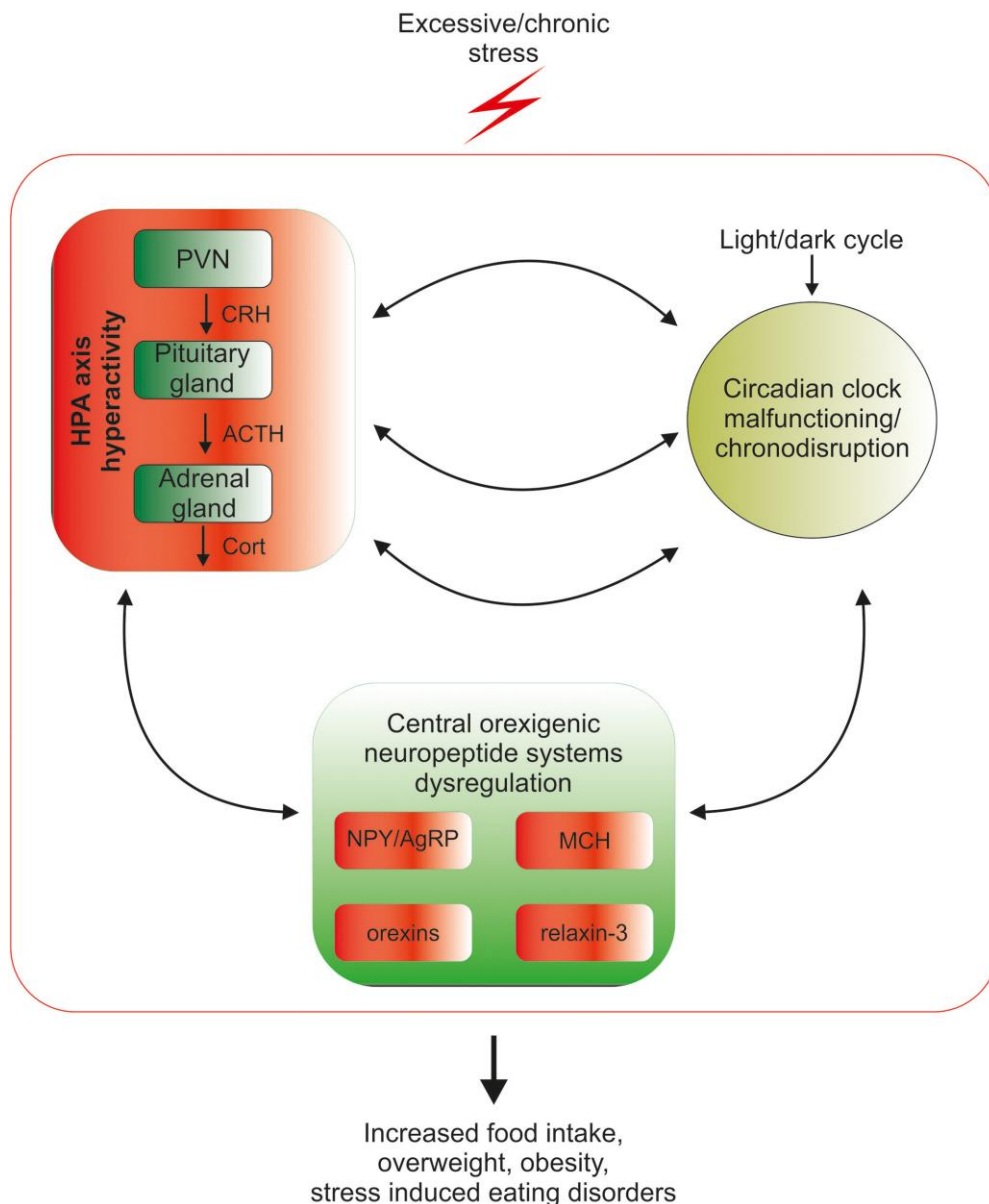 Excessive/chronic
stress
PVN
CRH
Pituitary
gland
ACTH
Adrenal
gland
Cort
HPA axis
hyperactivity
Light/dark cycle
Circadian clock
malfunctioning/
chronodisruption
Central orexigenic
neuropeptide systems
dysregulation
NPY/AgRP
MCH
orexins
relaxin-3
Increased food intake,
overweight, obesity,
stress induced eating disorders